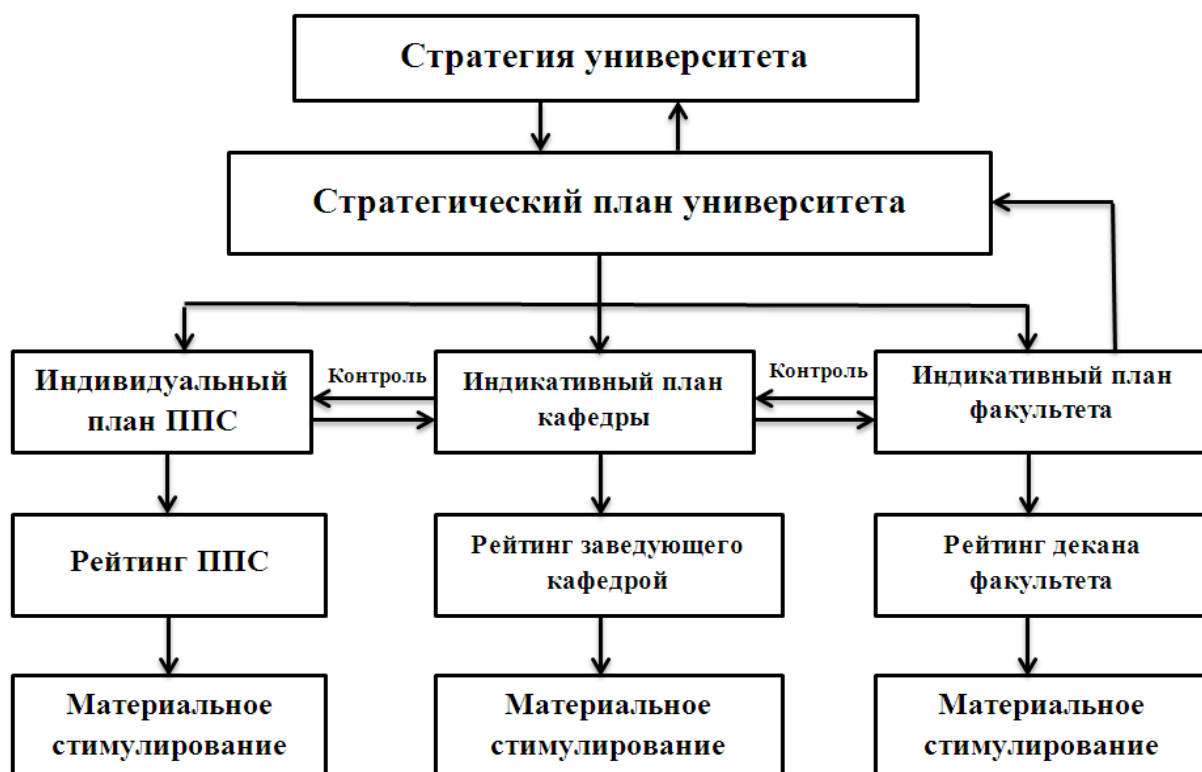 Стратегия университета
Стратегический план университета
Индивидуальный
план ППС
Контроль
Индикативный план
кафедры
Контроль
Индикативный план
факультета
Рейтинг ППС
Рейтинг заведующего
кафедрой
Рейтинг декана
факультета
Материальное
стимулирование
Материальное
стимулирование
Материальное
стимулирование